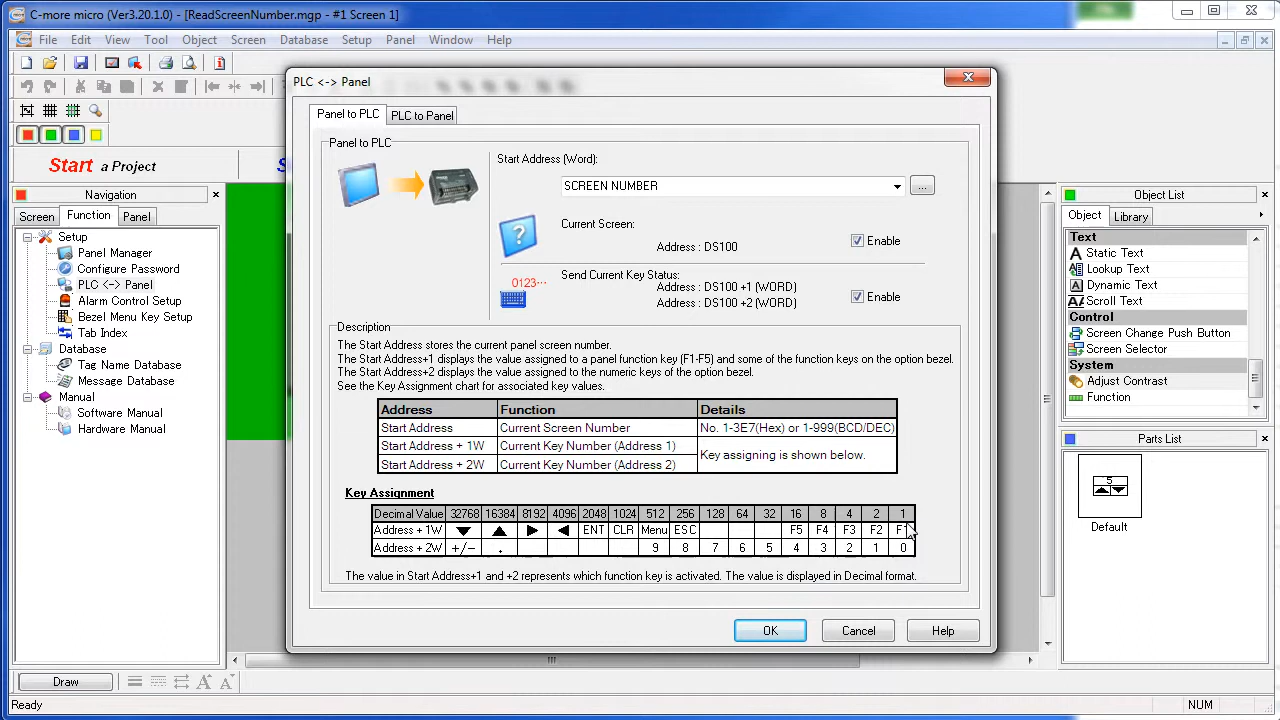 C-more micro (Ver3.20.1.0) - [ReadScreenNumber.mgp - #1 Screen 1]
File Edit View Tool Object Screen Database Setup Panel Window Help
Start a Project
Navigation
Screen Function Panel
Setup
Panel Manager
Configure Password
PLC <-> Panel
Alarm Control Setup
Bezel Menu Key Setup
Tab Index
Database
Tag Name Database
Message Database
Manual
Software Manual
Hardware Manual
PLC <-> Panel
Panel to PLC PLC to Panel
Panel to PLC
Start Address (Word):
SCREEN NUMBER
...
Current Screen:
Address : DS100
Enable
0123...
Send Current Key Status:
Address : DS100 +1 (WORD)
Address : DS100 +2 (WORD)
Enable
Description
The Start Address stores the current panel screen number.
The Start Address+1 displays the value assigned to a panel function key (F1-F5) and some of the function keys on the option bezel.
The Start Address+2 displays the value assigned to the numeric keys of the option bezel.
See the Key Assignment chart for associated key values.
Address Function Details
Start Address Current Screen Number No. 1-3E7(Hex) or 1-999(BCD/DEC)
Start Address + 1W Current Key Number (Address 1)
Key assigning is shown below.
Start Address + 2W Current Key Number (Address 2)
Key Assignment
Decimal Value 32768 16384 8192 4096 2048 1024 512 256 128 64 32 16 8 4 2 1
Address + 1W ▼ ▲ ▶ ◀ ENT CLR Menu ESC F5 F4 F3 F2 F1
Address + 2W +/- . 9 8 7 6 5 4 3 2 1 0
The value in Start Address+1 and +2 represents which function key is activated. The value is displayed in Decimal format.
OK Cancel Help
Object List
Object Library
Text
Static Text
Lookup Text
Dynamic Text
Scroll Text
Control
Screen Change Push Button
Screen Selector
System
Adjust Contrast
Function
Parts List
5
Default
Draw
Ready
NUM